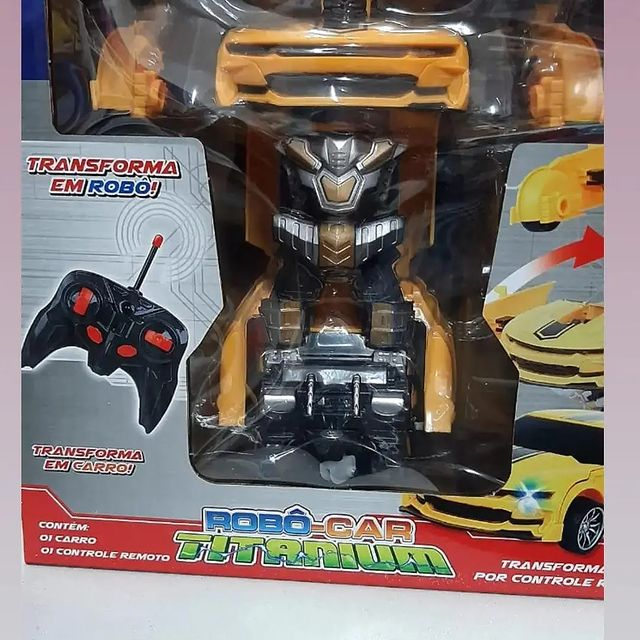 TRANSFORMA
EM ROBÔ!
TRANSFORMA
EM CARRO!
ROBÔ-CAR
TITANIUM
CONTÉM:
01 CARRO
01 CONTROLE REMOTO
TRANSFORMA
POR CONTROLE